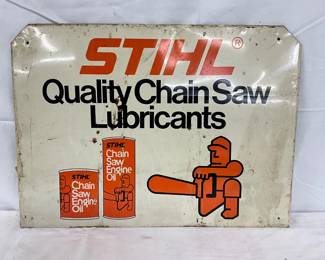 STIHL®
Quality Chain Saw
Lubricants
STIHL
Chain
Saw Engine
Oil
STIHL
Chain
Saw
Engine
Oil